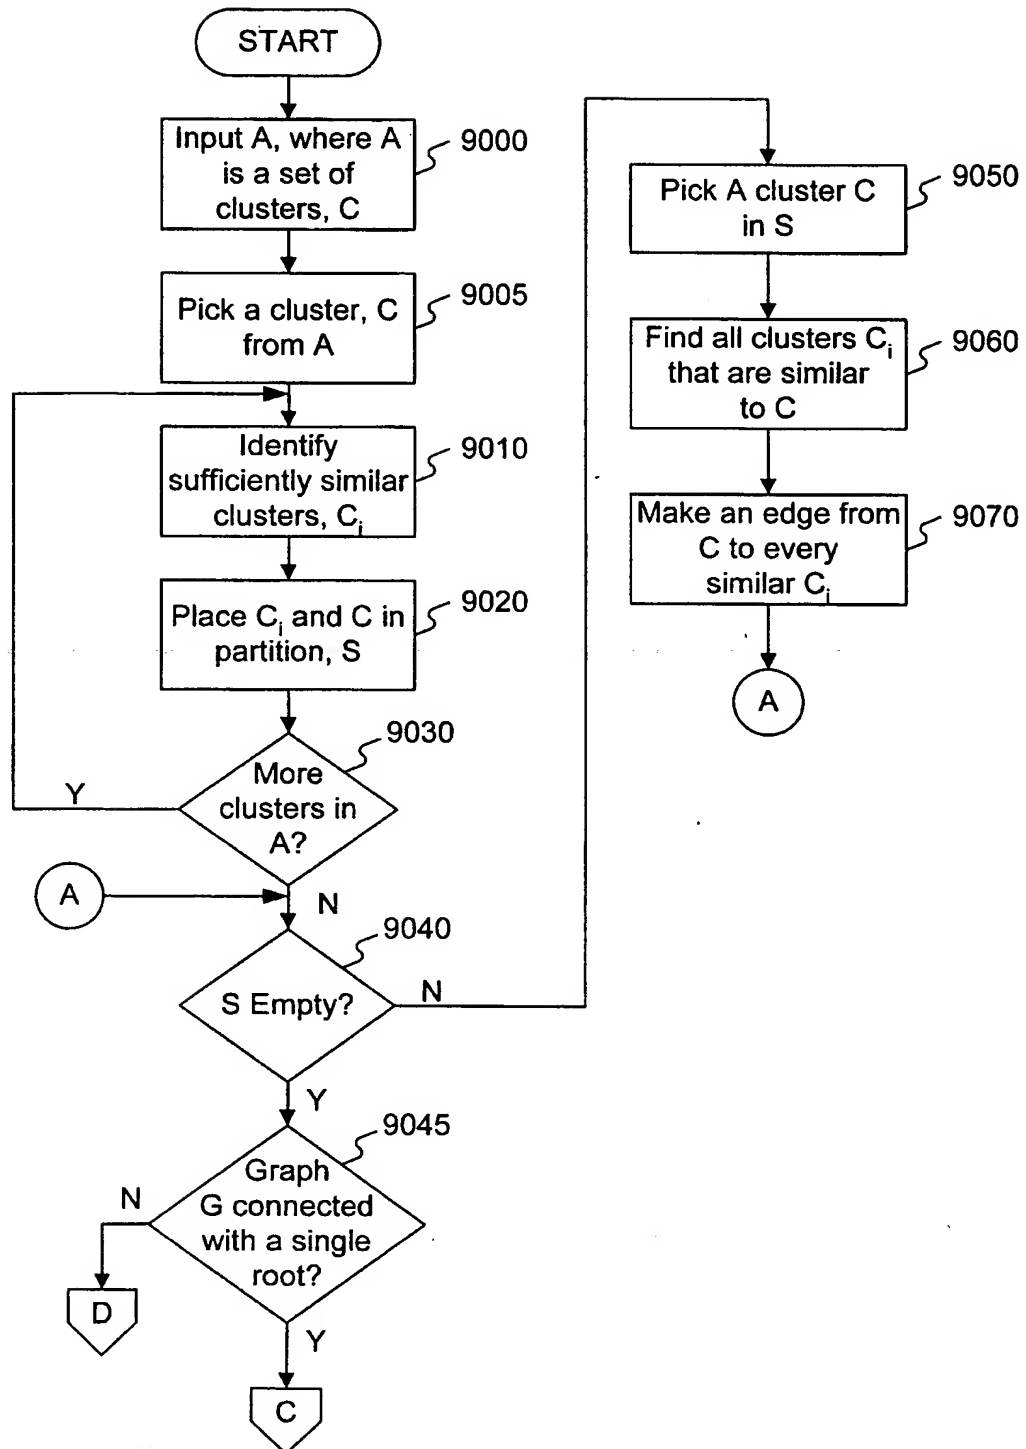 START
Input A, where A
is a set of
clusters, C
9000
Pick a cluster, C
from A
9005
Identify
sufficiently similar
clusters, Ci
9010
Place Ci and C in
partition, S
9020
More
clusters in
A?
9030
Y
A
N
S Empty?
9040
N
Y
Graph
G connected
with a single
root?
9045
N
D
Y
C
Pick A cluster C
in S
9050
Find all clusters Ci
that are similar
to C
9060
Make an edge from
C to every
similar Ci
9070
A